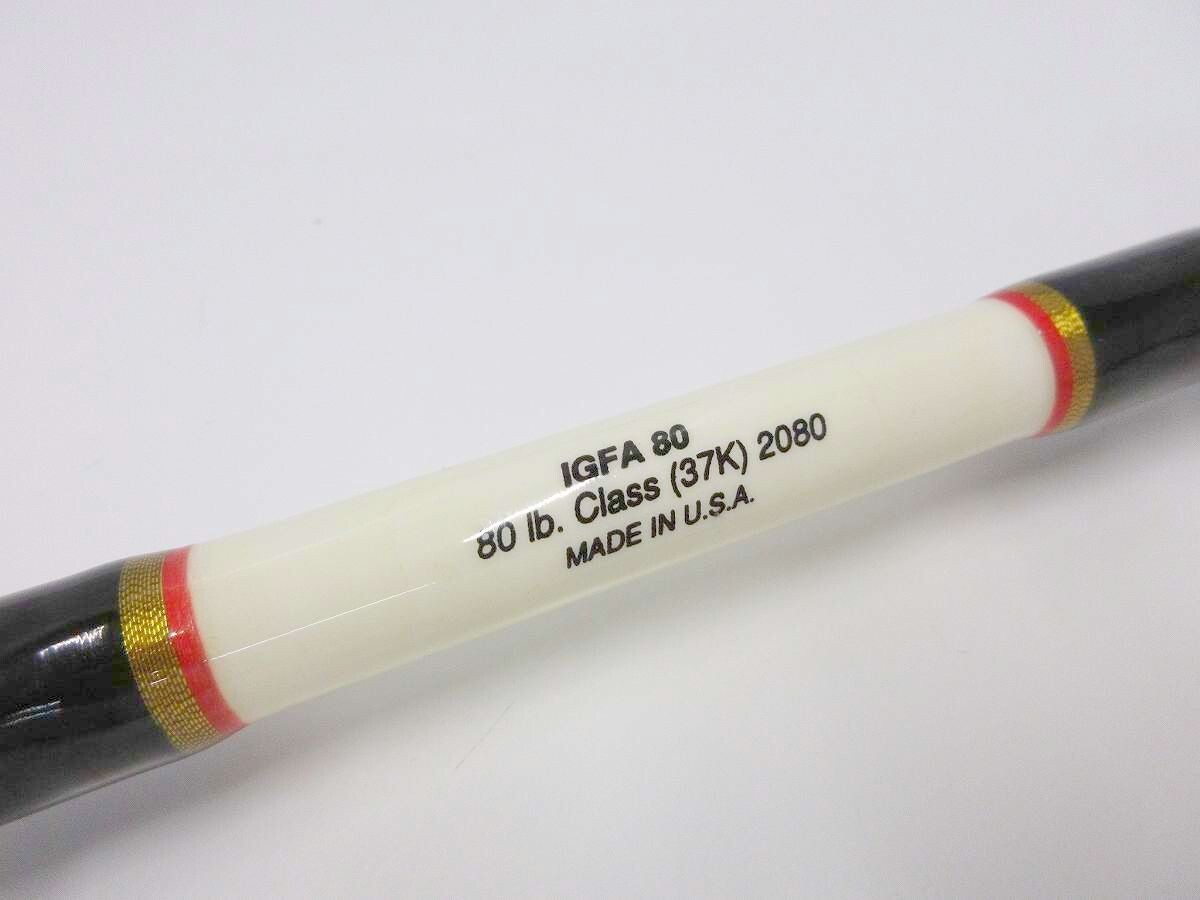 IGFA 80
80 lb. Class (37K) 2080
MADE IN U.S.A.